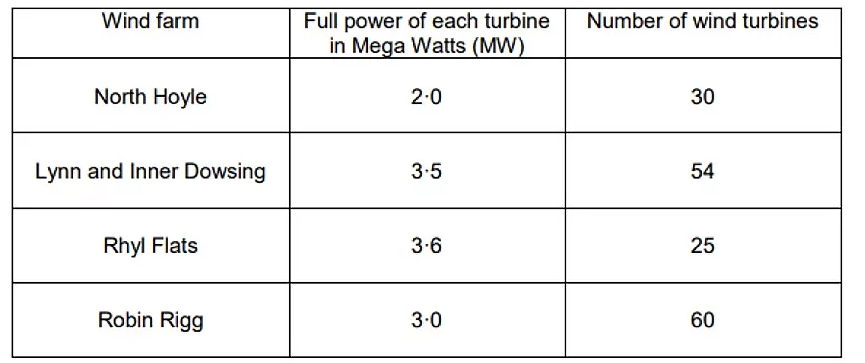 Wind farm Full power of each turbine Number of wind turbines
in Mega Watts (MW)
North Hoyle 2·0 30
Lynn and Inner Dowsing 3·5 54
Rhyl Flats 3·6 25
Robin Rigg 3·0 60